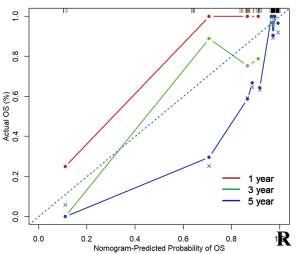 1.0
0.8
0.6
0.4
0.2
0.0
Actual OS (%)
1 year
3 year
5 year
0.0 0.2 0.4 0.6 0.8 1.0
Nomogram-Predicted Probability of OS
R